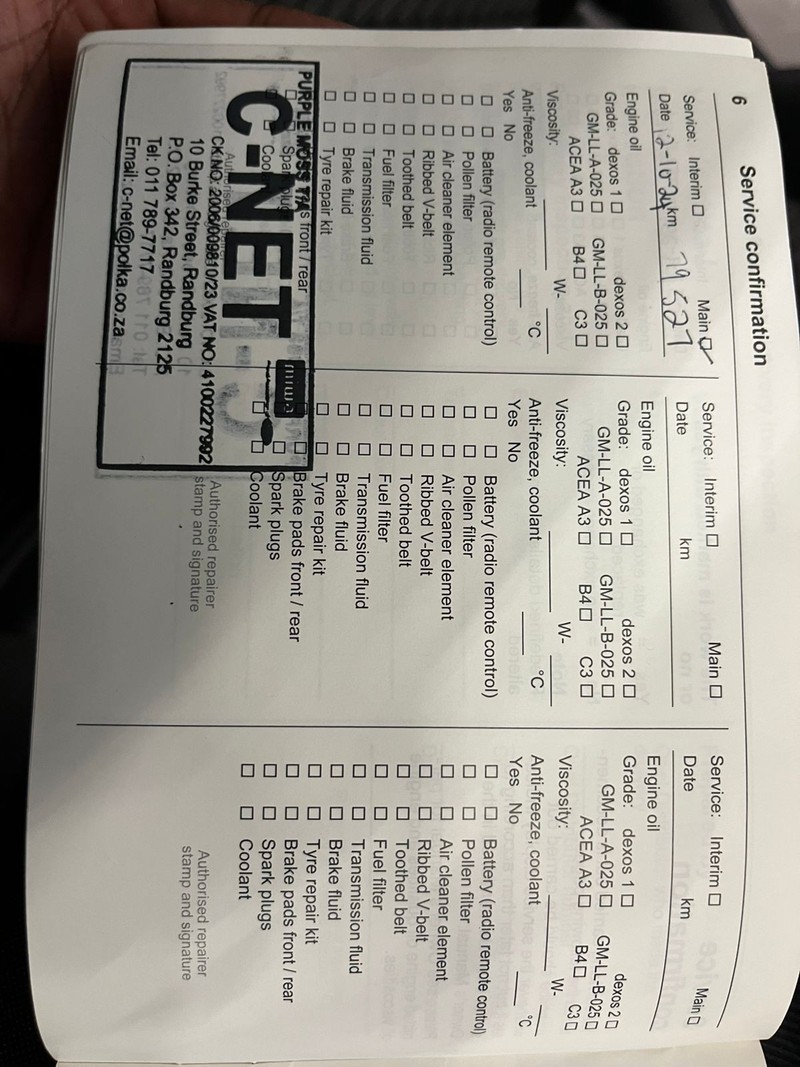 6
Service confirmation
Service: Interim ☐ Main ☑
Date 12-10-24 km 79 527
Engine oil
Grade: dexos 1 ☐ dexos 2 ☐
GM-LL-A-025 ☐ GM-LL-B-025 ☐
ACEA A3 ☐ B4 ☐ C3 ☐
Viscosity: W-
Anti-freeze, coolant °C
Yes No
☐ ☐ Battery (radio remote control)
☐ ☐ Pollen filter
☐ ☐ Air cleaner element
☐ ☐ Ribbed V-belt
☐ ☐ Toothed belt
☐ ☐ Fuel filter
☐ ☐ Transmission fluid
☐ ☐ Brake fluid
☐ ☐ Tyre repair kit
front / rear
PURPLE MOSS
C-NET
miwa
CK NO: 2006/009810/23 VAT NO: 4100227992
10 Burke Street, Randburg
P.O. Box 342, Randburg 2125
Tel: 011 789-7717
Email: c-net@polka.co.za
Service: Interim ☐ Main ☐
Date km
Engine oil
Grade: dexos 1 ☐ dexos 2 ☐
GM-LL-A-025 ☐ GM-LL-B-025 ☐
ACEA A3 ☐ B4 ☐ C3 ☐
Viscosity: W-
Anti-freeze, coolant °C
Yes No
☐ ☐ Battery (radio remote control)
☐ ☐ Pollen filter
☐ ☐ Air cleaner element
☐ ☐ Ribbed V-belt
☐ ☐ Toothed belt
☐ ☐ Fuel filter
☐ ☐ Transmission fluid
☐ ☐ Brake fluid
☐ ☐ Tyre repair kit
☐ ☐ Brake pads front / rear
☐ ☐ Spark plugs
☐ ☐ Coolant
Authorised repairer
stamp and signature
Service: Interim ☐ Main ☐
Date km
Engine oil
Grade: dexos 1 ☐ dexos 2 ☐
GM-LL-A-025 ☐ GM-LL-B-025 ☐
ACEA A3 ☐ B4 ☐ C3 ☐
Viscosity: W-
Anti-freeze, coolant °C
Yes No
☐ ☐ Battery (radio remote control)
☐ ☐ Pollen filter
☐ ☐ Air cleaner element
☐ ☐ Ribbed V-belt
☐ ☐ Toothed belt
☐ ☐ Fuel filter
☐ ☐ Transmission fluid
☐ ☐ Brake fluid
☐ ☐ Tyre repair kit
☐ ☐ Brake pads front / rear
☐ ☐ Spark plugs
☐ ☐ Coolant
Authorised repairer
stamp and signature